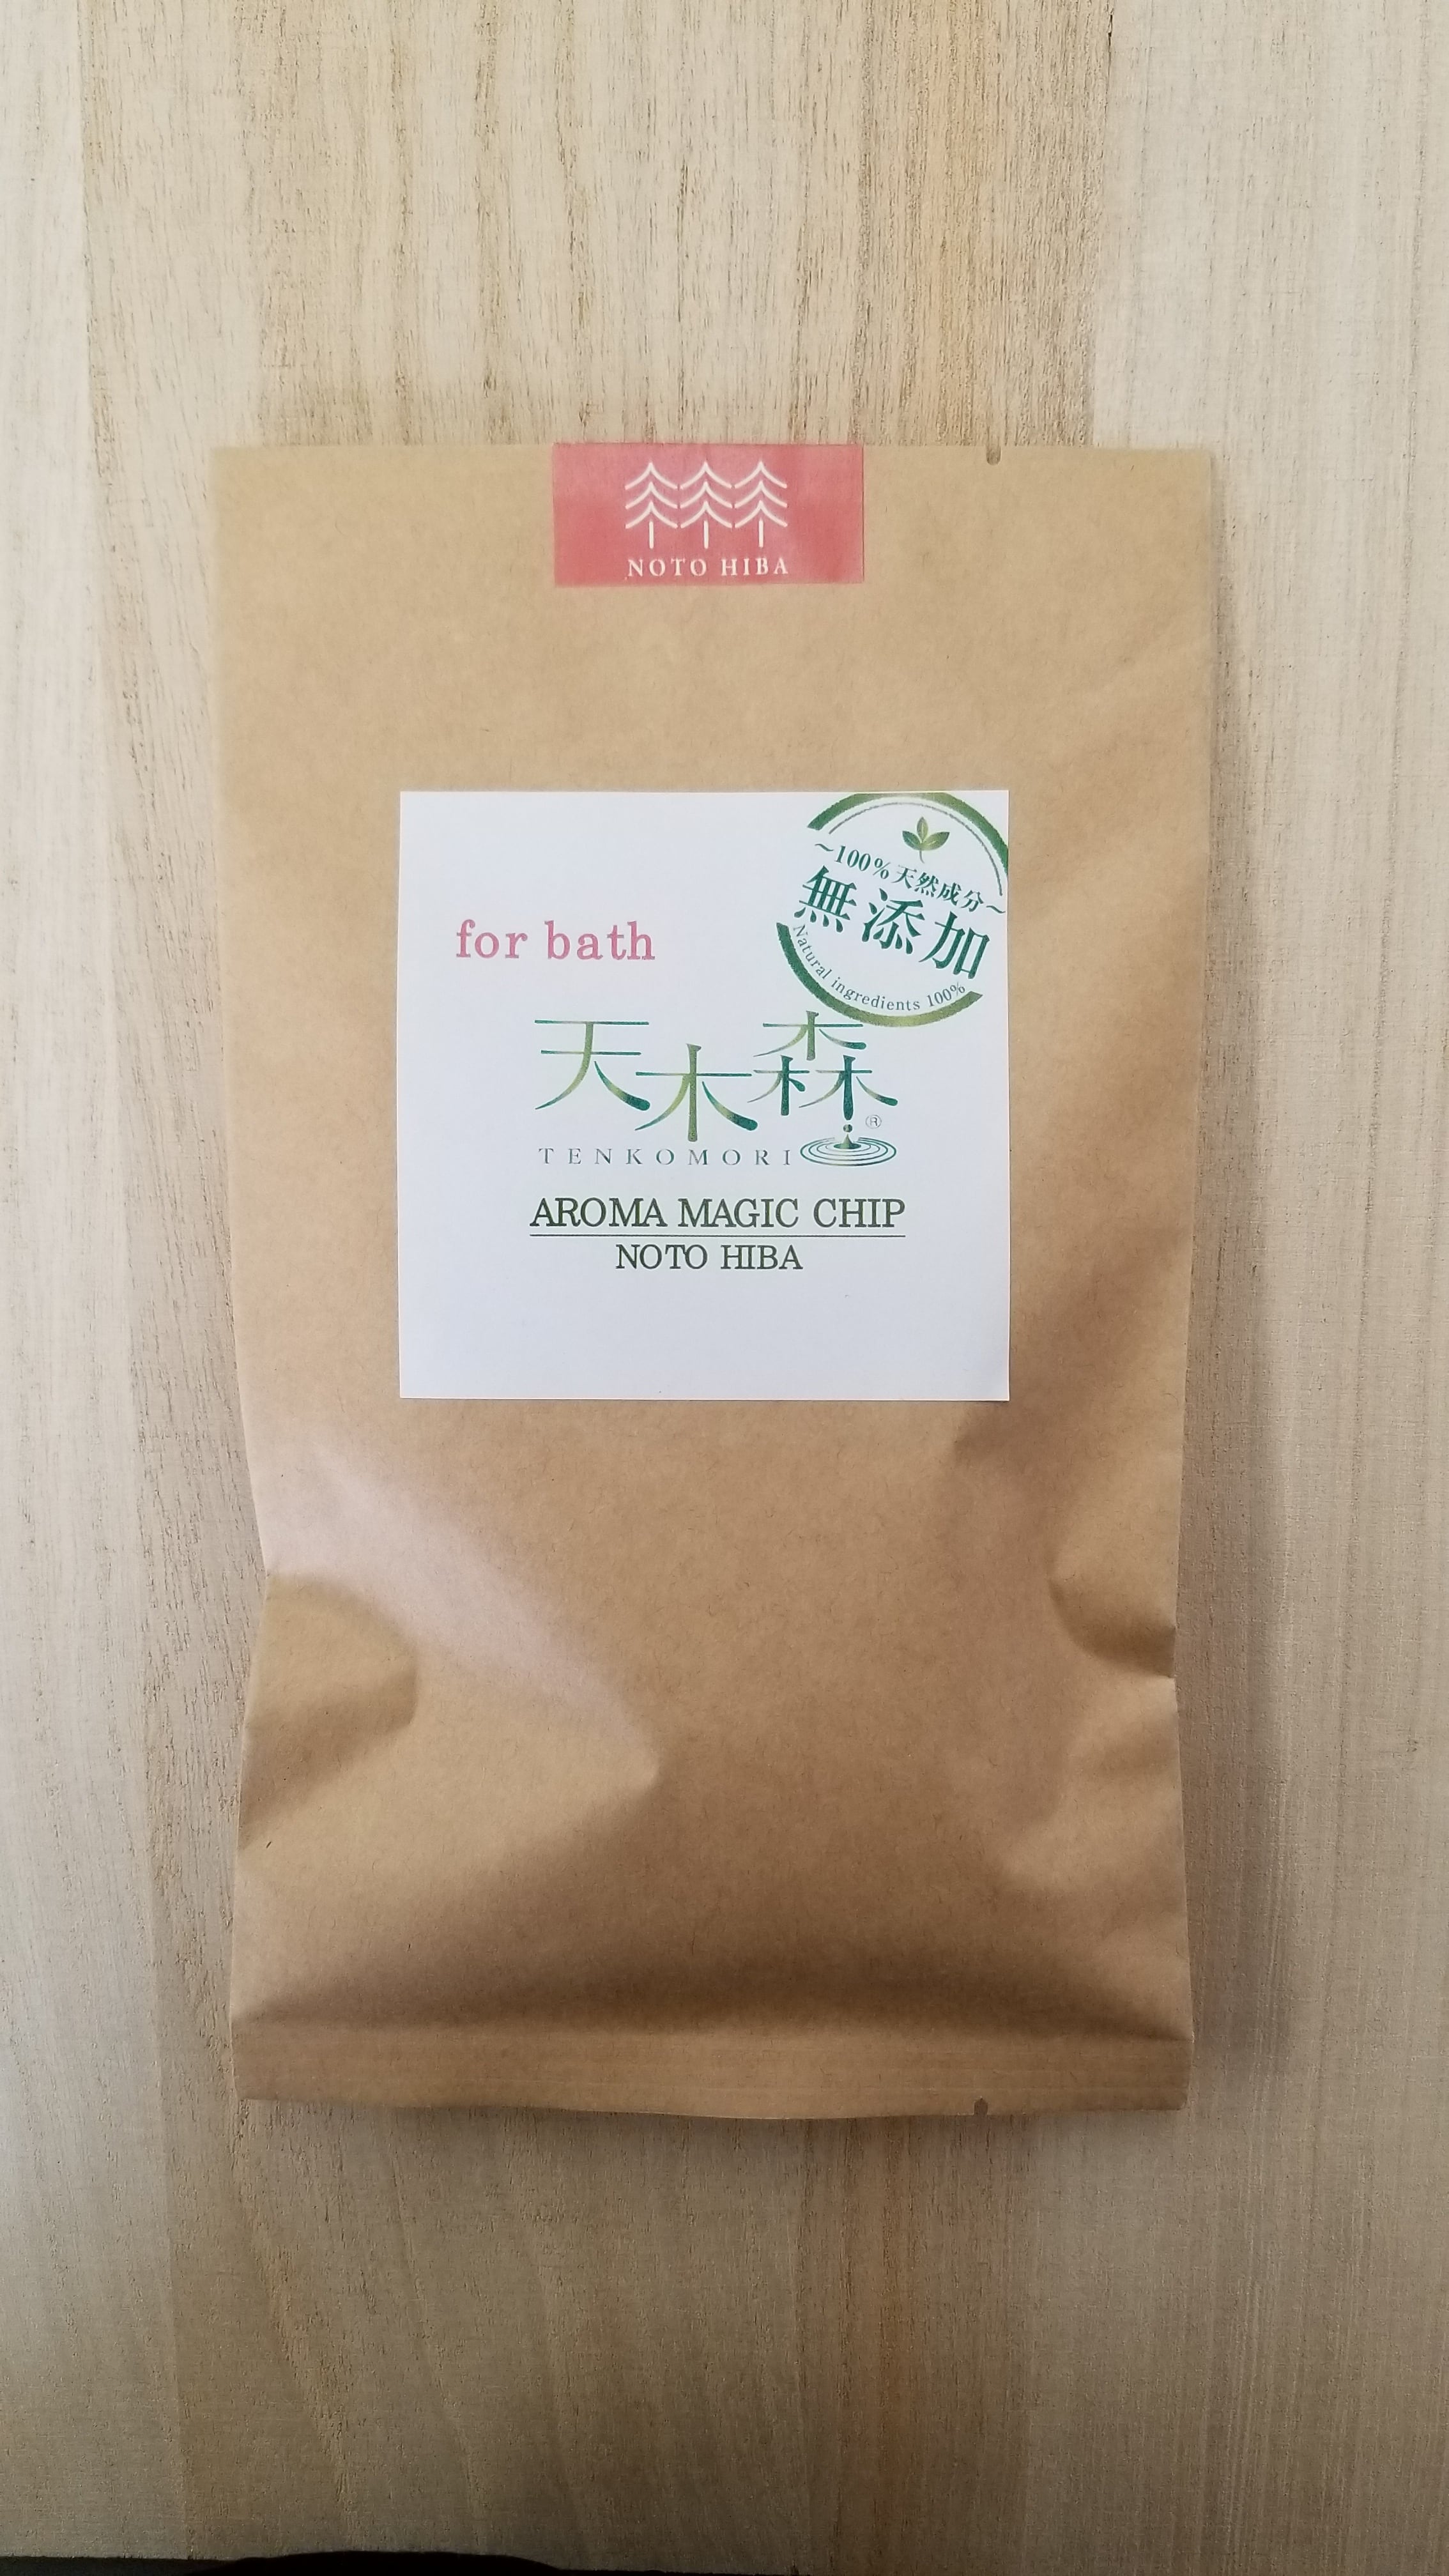 NOTO HIBA
~100%天然成分~
無添加
Natural ingredients 100%
for bath
天木森
®
TENKOMORI
AROMA MAGIC CHIP
NOTO HIBA